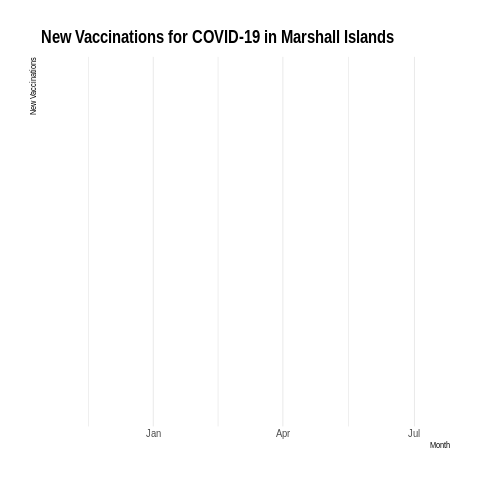 New Vaccinations for COVID-19 in Marshall Islands
New Vaccinations
Jan
Apr
Jul
Month